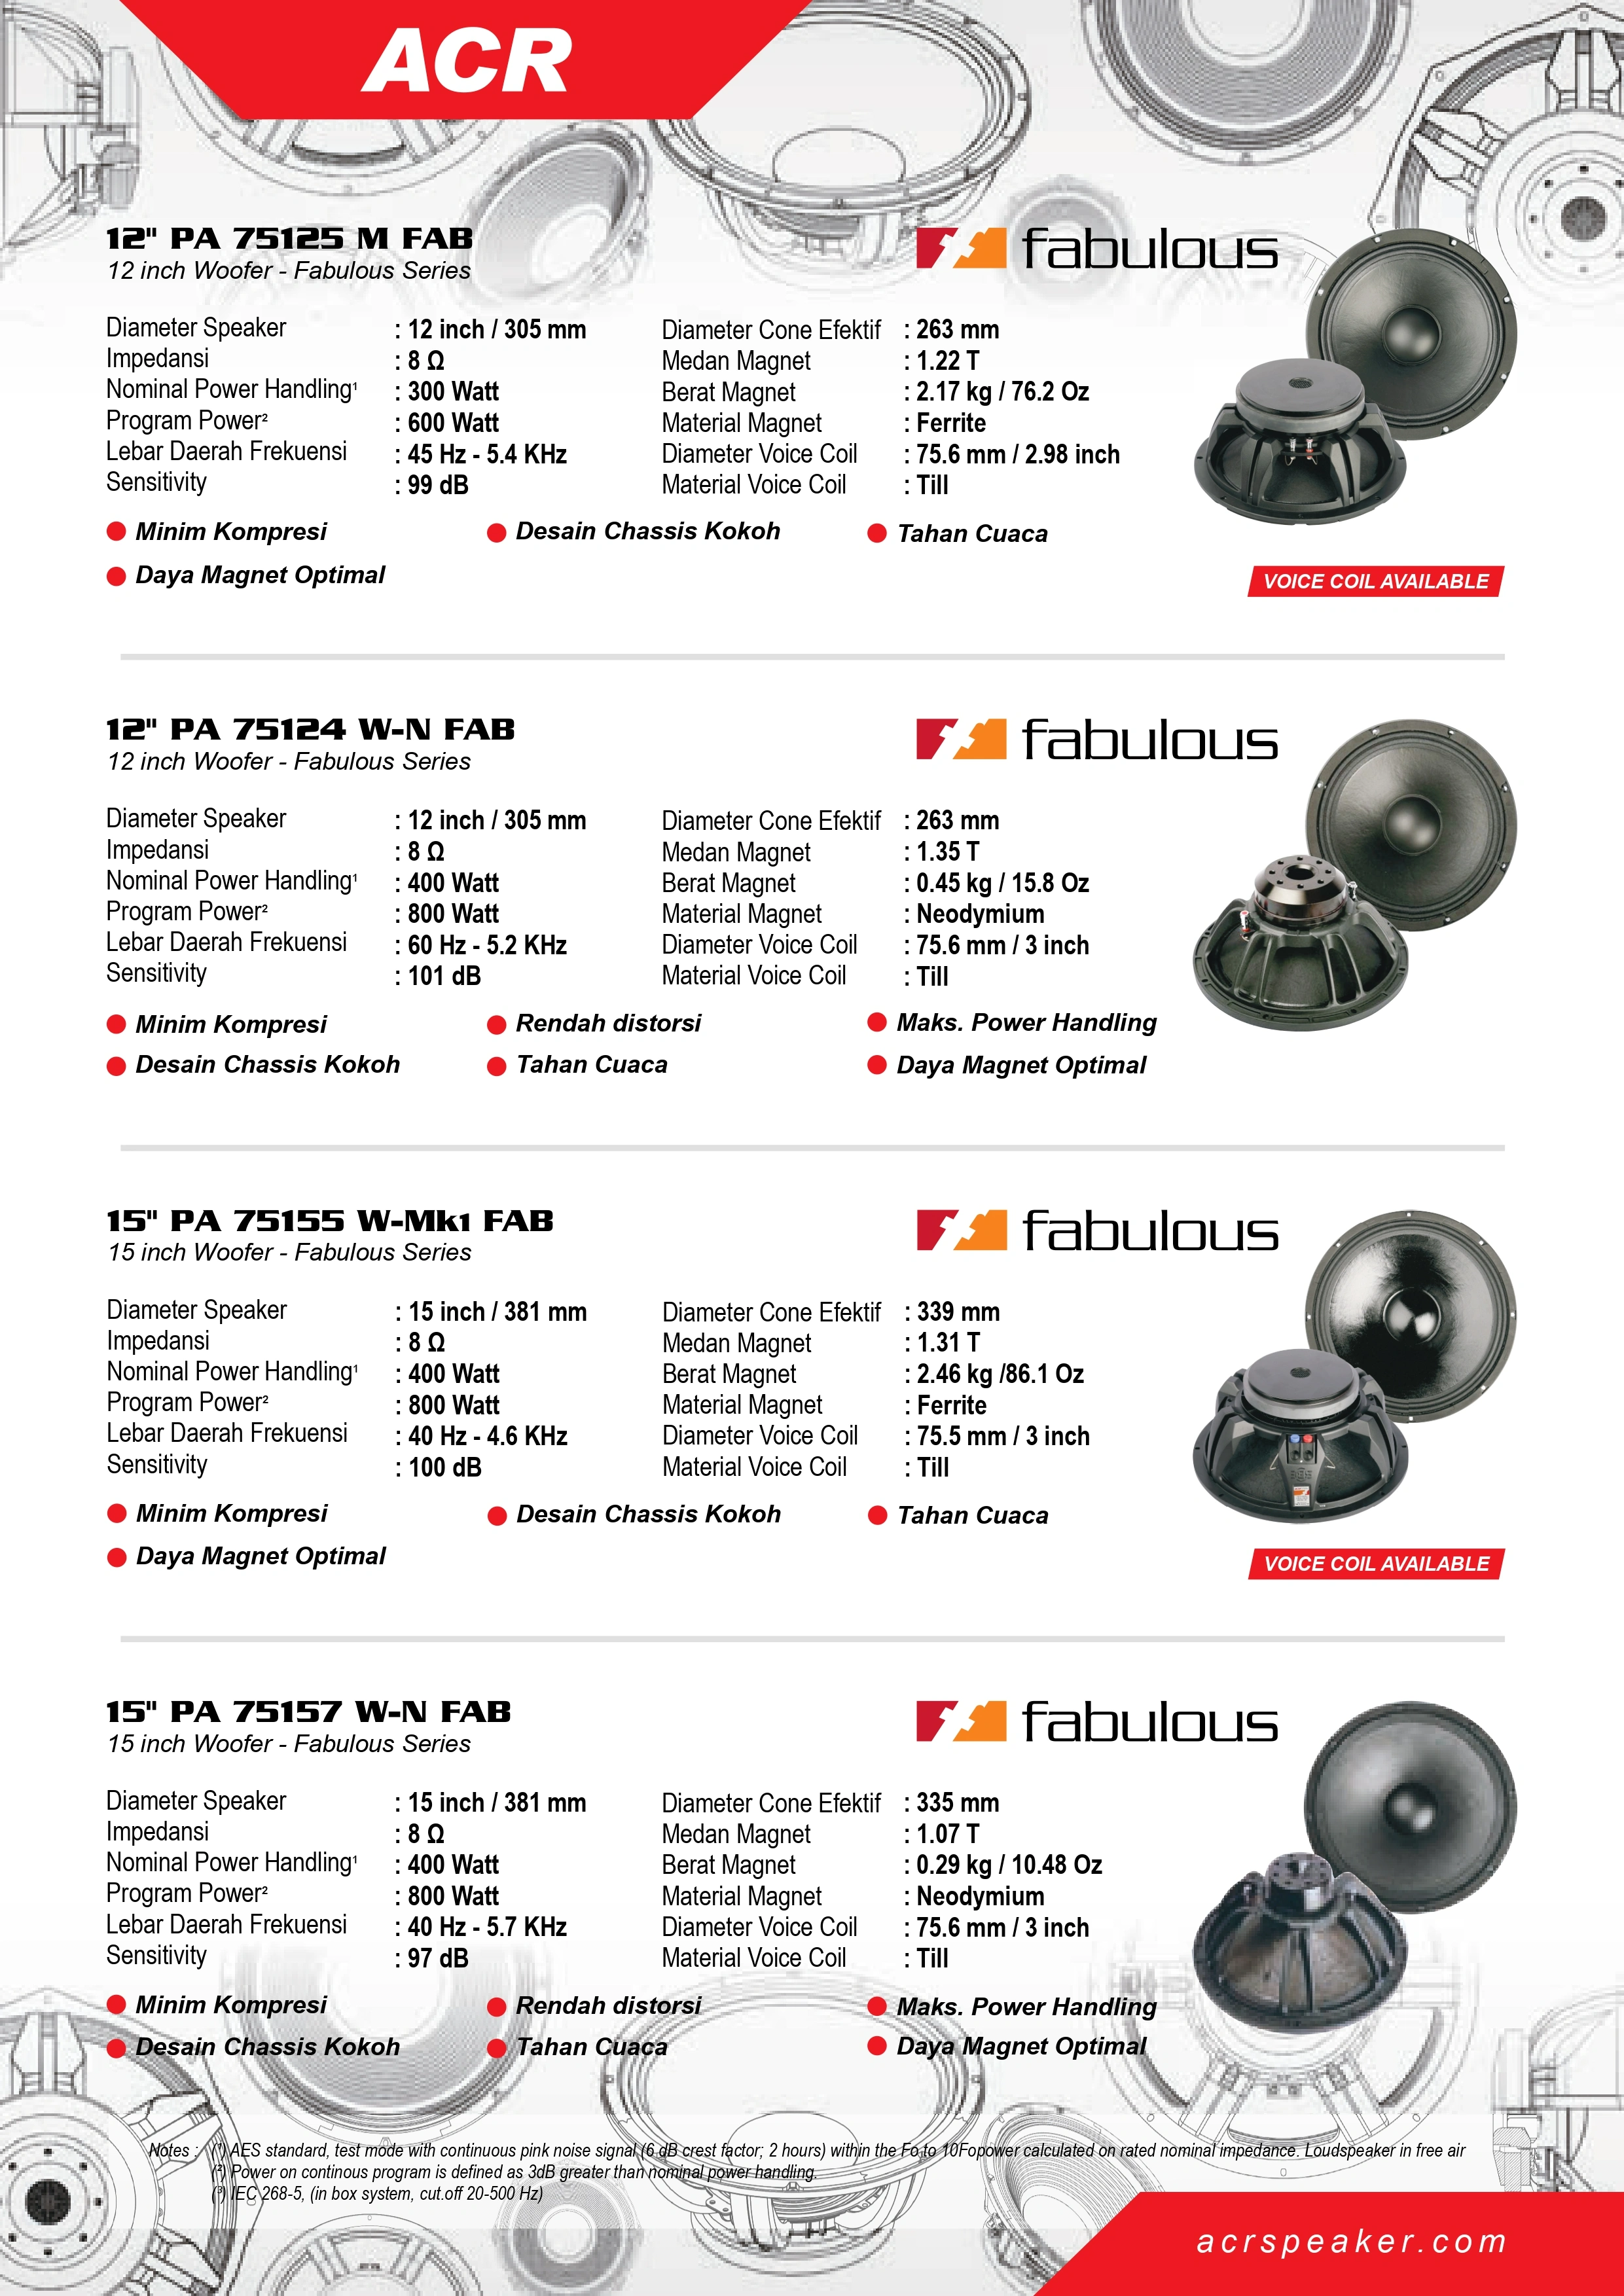 ACR
12" PA 75125 M FAB
12 inch Woofer - Fabulous Series
fabulous
Diameter Speaker : 12 inch / 305 mm Diameter Cone Efektif : 263 mm
Impedansi : 8 Ω Medan Magnet : 1.22 T
Nominal Power Handling¹ : 300 Watt Berat Magnet : 2.17 kg / 76.2 Oz
Program Power² : 600 Watt Material Magnet : Ferrite
Lebar Daerah Frekuensi : 45 Hz - 5.4 KHz Diameter Voice Coil : 75.6 mm / 2.98 inch
Sensitivity : 99 dB Material Voice Coil : Till
Minim Kompresi Desain Chassis Kokoh Tahan Cuaca
Daya Magnet Optimal
VOICE COIL AVAILABLE
12" PA 75124 W-N FAB
12 inch Woofer - Fabulous Series
fabulous
Diameter Speaker : 12 inch / 305 mm Diameter Cone Efektif : 263 mm
Impedansi : 8 Ω Medan Magnet : 1.35 T
Nominal Power Handling¹ : 400 Watt Berat Magnet : 0.45 kg / 15.8 Oz
Program Power² : 800 Watt Material Magnet : Neodymium
Lebar Daerah Frekuensi : 60 Hz - 5.2 KHz Diameter Voice Coil : 75.6 mm / 3 inch
Sensitivity : 101 dB Material Voice Coil : Till
Minim Kompresi Rendah distorsi Maks. Power Handling
Desain Chassis Kokoh Tahan Cuaca Daya Magnet Optimal
15" PA 75155 W-Mk1 FAB
15 inch Woofer - Fabulous Series
fabulous
Diameter Speaker : 15 inch / 381 mm Diameter Cone Efektif : 339 mm
Impedansi : 8 Ω Medan Magnet : 1.31 T
Nominal Power Handling¹ : 400 Watt Berat Magnet : 2.46 kg /86.1 Oz
Program Power² : 800 Watt Material Magnet : Ferrite
Lebar Daerah Frekuensi : 40 Hz - 4.6 KHz Diameter Voice Coil : 75.5 mm / 3 inch
Sensitivity : 100 dB Material Voice Coil : Till
Minim Kompresi Desain Chassis Kokoh Tahan Cuaca
Daya Magnet Optimal
VOICE COIL AVAILABLE
15" PA 75157 W-N FAB
15 inch Woofer - Fabulous Series
fabulous
Diameter Speaker : 15 inch / 381 mm Diameter Cone Efektif : 335 mm
Impedansi : 8 Ω Medan Magnet : 1.07 T
Nominal Power Handling¹ : 400 Watt Berat Magnet : 0.29 kg / 10.48 Oz
Program Power² : 800 Watt Material Magnet : Neodymium
Lebar Daerah Frekuensi : 40 Hz - 5.7 KHz Diameter Voice Coil : 75.6 mm / 3 inch
Sensitivity : 97 dB Material Voice Coil : Till
Minim Kompresi Rendah distorsi Maks. Power Handling
Desain Chassis Kokoh Tahan Cuaca Daya Magnet Optimal
Notes : (¹) AES standard, test mode with continuous pink noise signal (6 dB crest factor; 2 hours) within the Fo to 10Fopower calculated on rated nominal impedance. Loudspeaker in free air
(²) Power on continous program is defined as 3dB greater than nominal power handling.
(³) IEC 268-5, (in box system, cut.off 20-500 Hz)
acrspeaker.com